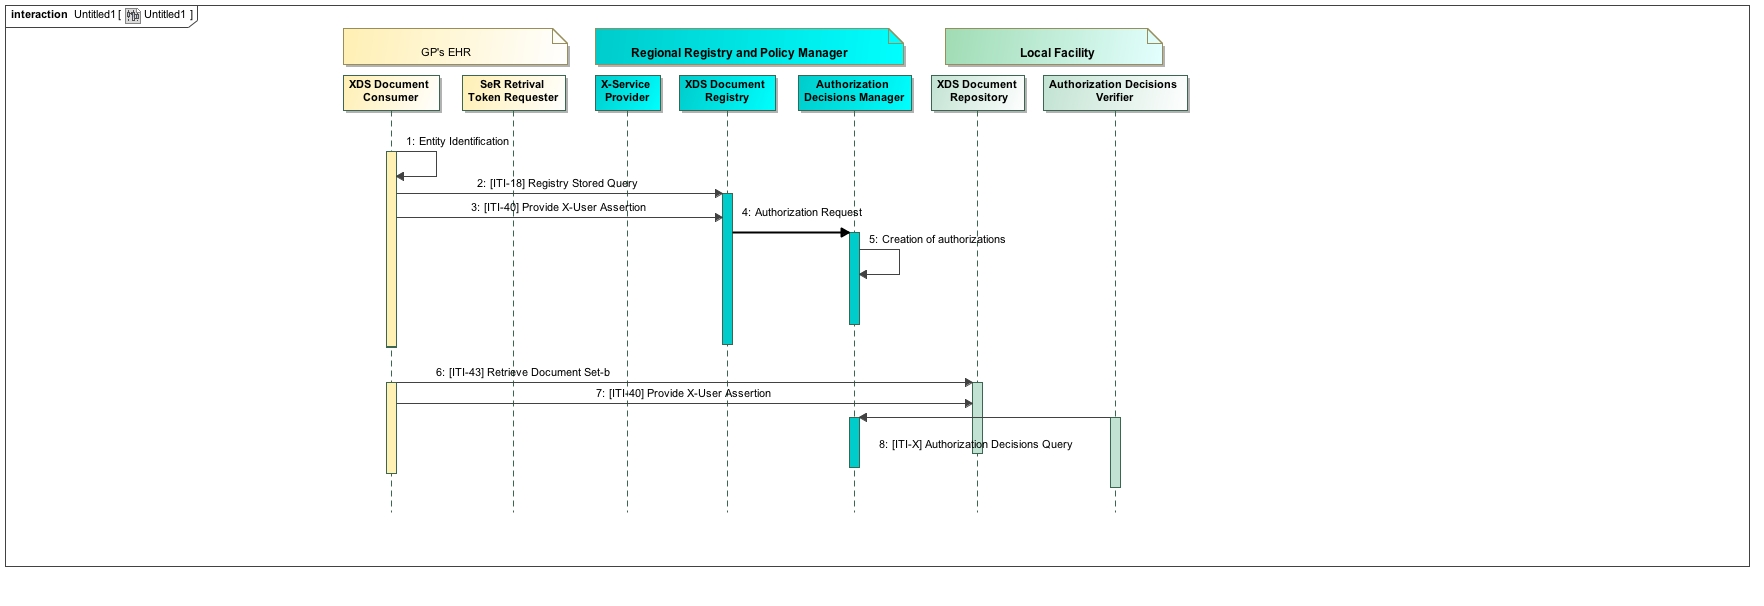 interaction Untitled1 [ Untitled1 ]
GP's EHR
Regional Registry and Policy Manager
Local Facility
XDS Document
Consumer
SeR Retrival
Token Requester
X-Service
Provider
XDS Document
Registry
Authorization
Decisions Manager
XDS Document
Repository
Authorization Decisions
Verifier
1: Entity Identification
2: [ITI-18] Registry Stored Query
3: [ITI-40] Provide X-User Assertion
4: Authorization Request
5: Creation of authorizations
6: [ITI-43] Retrieve Document Set-b
7: [ITI-40] Provide X-User Assertion
8: [ITI-X] Authorization Decisions Query